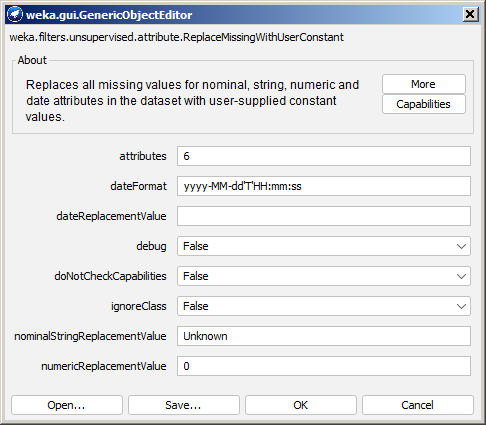 weka.gui.GenericObjectEditor
weka.filters.unsupervised.attribute.ReplaceMissingWithUserConstant
About
Replaces all missing values for nominal, string, numeric and
date attributes in the dataset with user-supplied constant
values.
More
Capabilities
attributes 6
dateFormat yyyy-MM-dd'T'HH:mm:ss
dateReplacementValue
debug False
doNotCheckCapabilities False
ignoreClass False
nominalStringReplacementValue Unknown
numericReplacementValue 0
Open... Save... OK Cancel